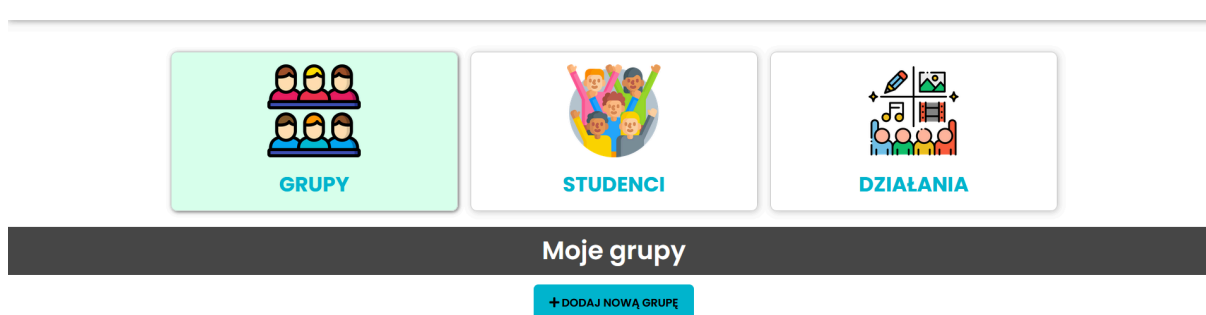 GRUPY
STUDENCI
DZIAŁANIA
Moje grupy
+ DODAJ NOWĄ GRUPĘ